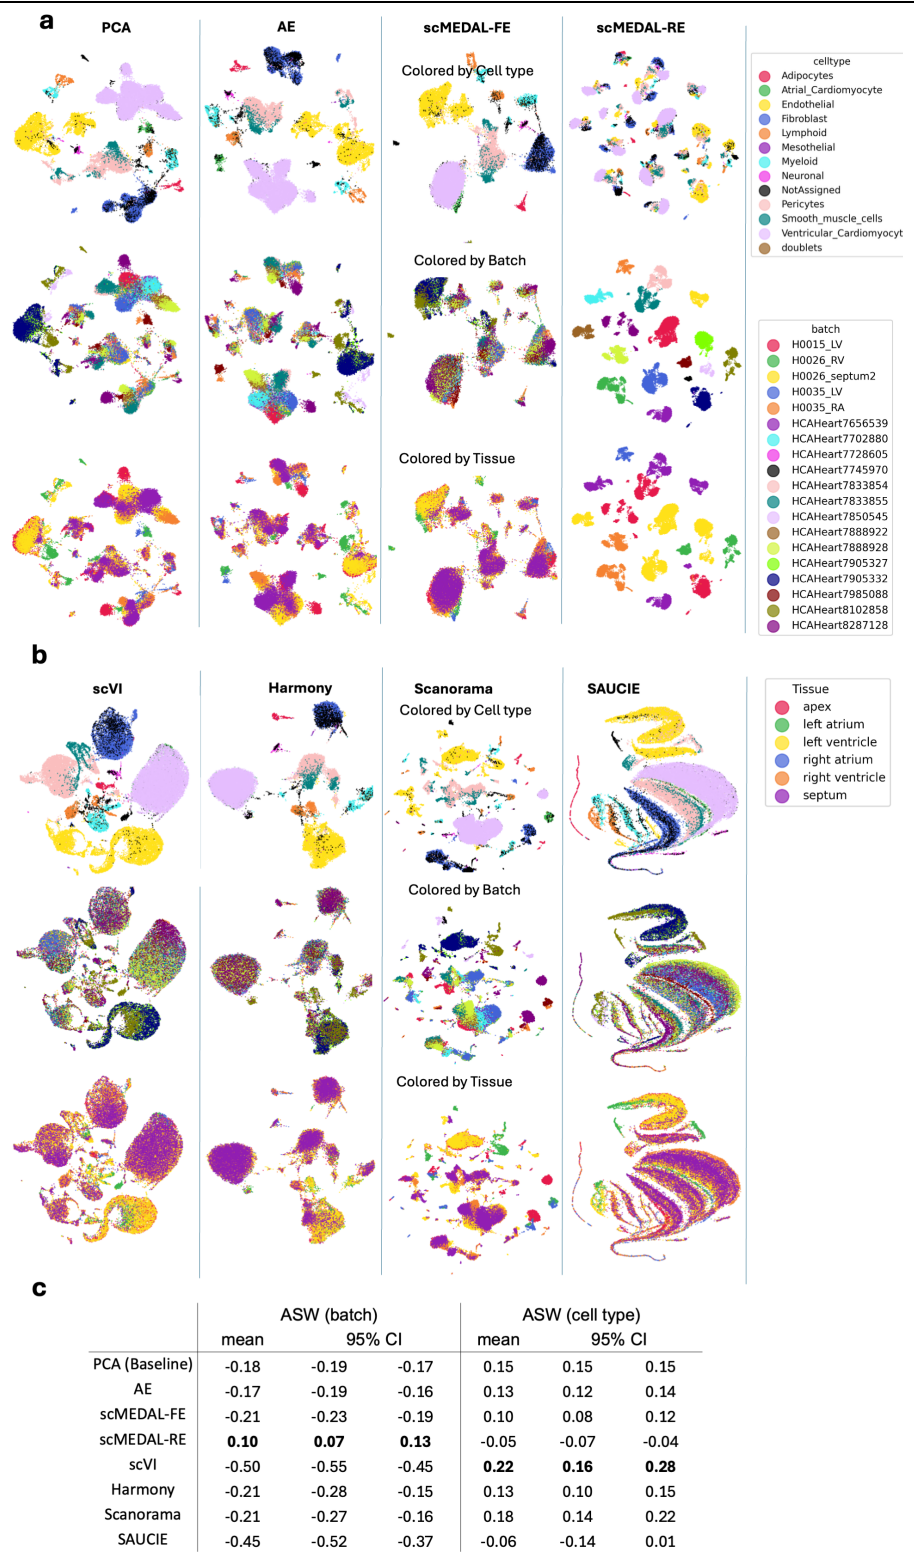 a
PCA
AE
scMEDAL-FE
scMEDAL-RE
Colored by Cell type
celltype
Adipocytes
Atrial_Cardiomyocyte
Endothelial
Fibroblast
Lymphoid
Mesothelial
Myeloid
Neuronal
NotAssigned
Pericytes
Smooth_muscle_cells
Ventricular_Cardiomyocyt
doublets
Colored by Batch
batch
H0015_LV
H0026_RV
H0026_septum2
H0035_LV
H0035_RA
HCAHeart7656539
HCAHeart7702880
HCAHeart7728605
HCAHeart7745970
HCAHeart7833854
HCAHeart7833855
HCAHeart7850545
HCAHeart7888922
HCAHeart7888928
HCAHeart7905327
HCAHeart7905332
HCAHeart7985088
HCAHeart8102858
HCAHeart8287128
Colored by Tissue
b
scVI
Harmony
Scanorama
SAUCIE
Colored by Cell type
Tissue
apex
left atrium
left ventricle
right atrium
right ventricle
septum
Colored by Batch
Colored by Tissue
c
ASW (batch) ASW (cell type)
mean 95% CI mean 95% CI
PCA (Baseline) -0.18 -0.19 -0.17 0.15 0.15 0.15
AE -0.17 -0.19 -0.16 0.13 0.12 0.14
scMEDAL-FE -0.21 -0.23 -0.19 0.10 0.08 0.12
scMEDAL-RE 0.10 0.07 0.13 -0.05 -0.07 -0.04
scVI -0.50 -0.55 -0.45 0.22 0.16 0.28
Harmony -0.21 -0.28 -0.15 0.13 0.10 0.15
Scanorama -0.21 -0.27 -0.16 0.18 0.14 0.22
SAUCIE -0.45 -0.52 -0.37 -0.06 -0.14 0.01